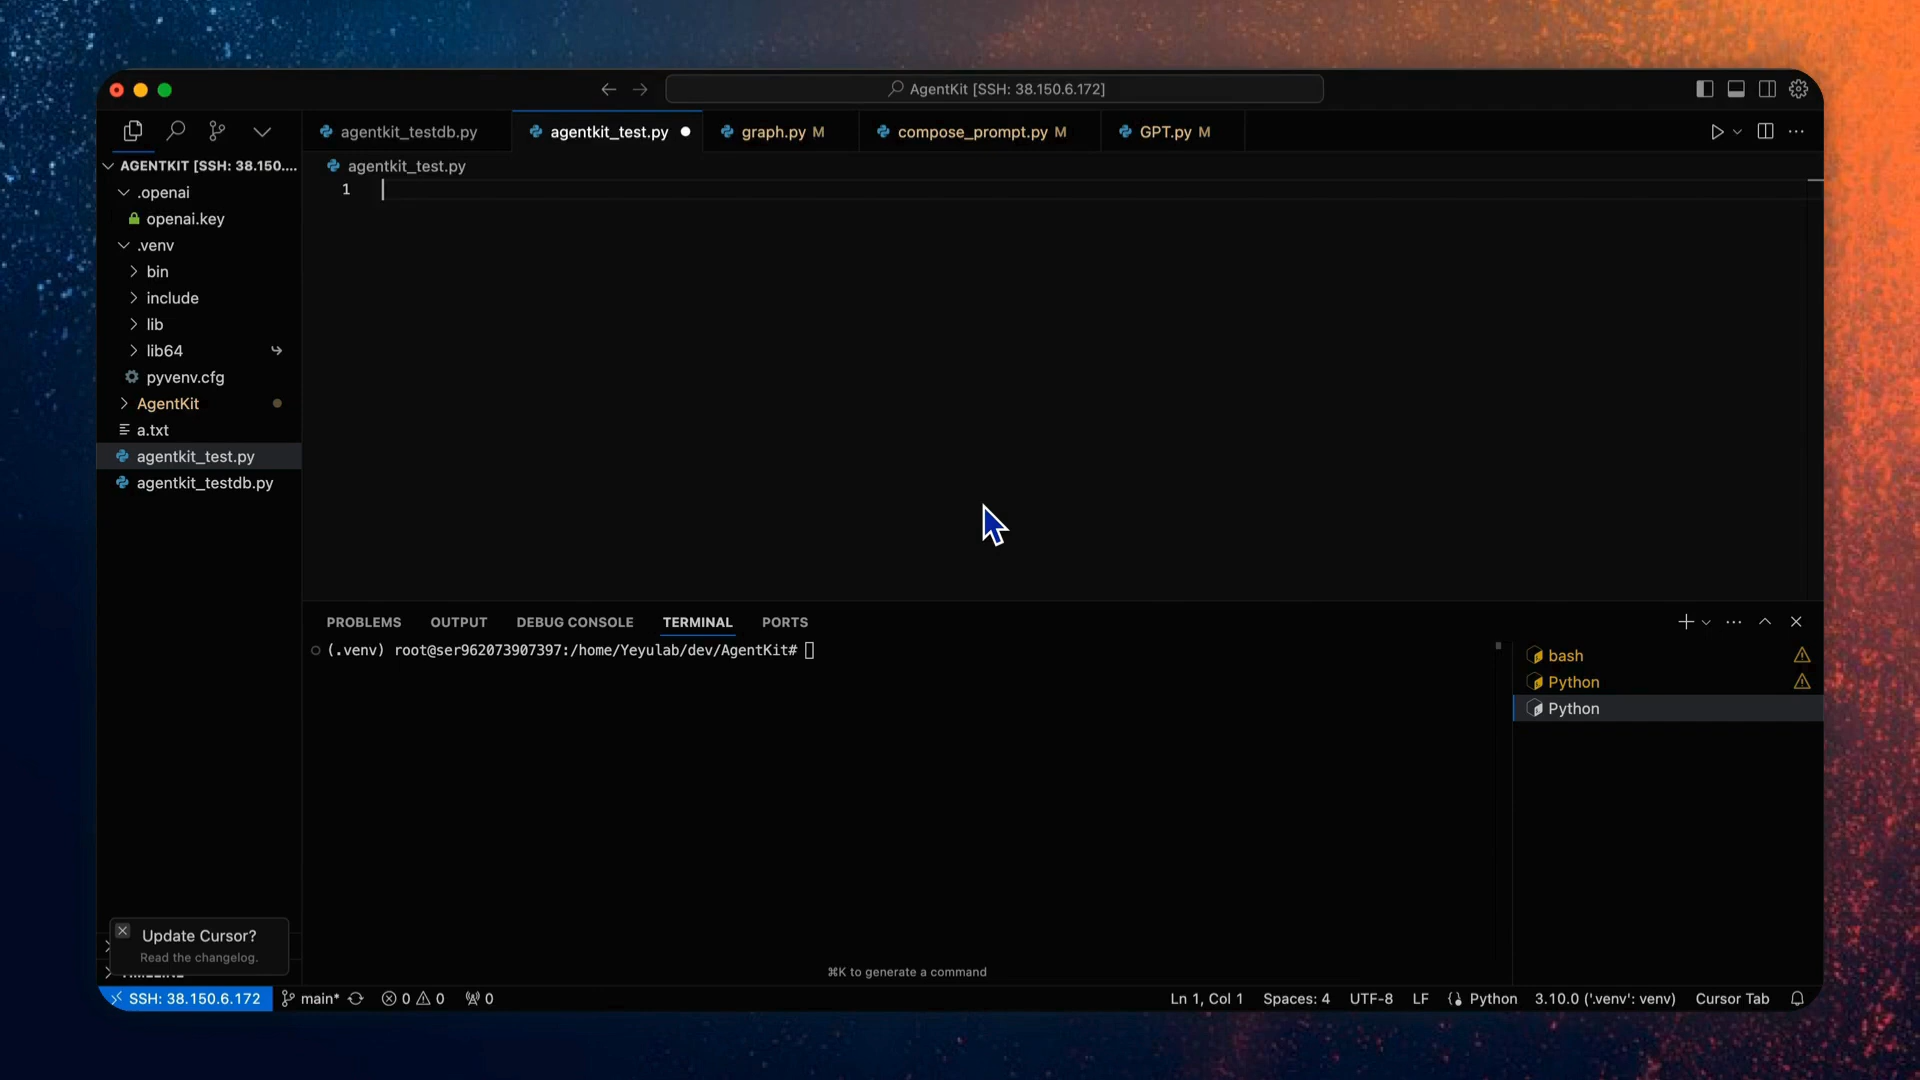 AgentKit [SSH: 38.150.6.172]
agentkit_testdb.py
agentkit_test.py
graph.py M
compose_prompt.py M
GPT.py M
AGENTKIT [SSH: 38.150....
.openai
openai.key
.venv
bin
include
lib
lib64
pyvenv.cfg
AgentKit
a.txt
agentkit_test.py
agentkit_testdb.py
agentkit_test.py
1
PROBLEMS OUTPUT DEBUG CONSOLE TERMINAL PORTS
(.venv) root@ser962073907397:/home/Yeyulab/dev/AgentKit#
bash
Python
Python
⌘K to generate a command
Update Cursor?
Read the changelog.
TIMELINE
SSH: 38.150.6.172 main* 0 0 0 Ln 1, Col 1 Spaces: 4 UTF-8 LF Python 3.10.0 ('.venv': venv) Cursor Tab